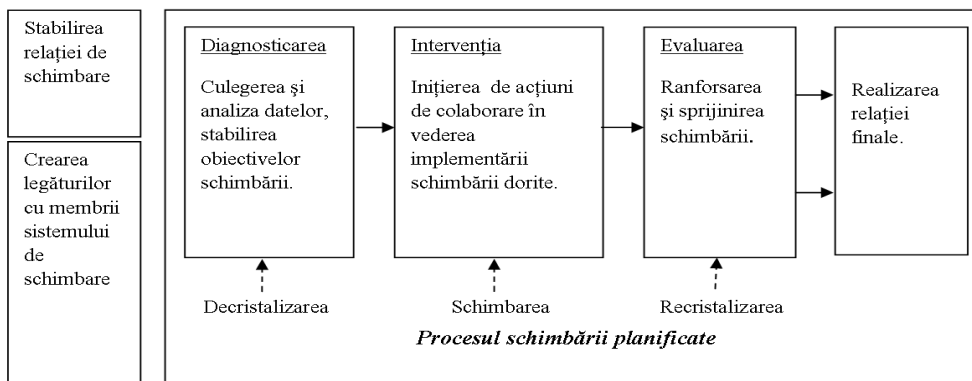 Stabilirea
relației de
schimbare
Crearea
legăturilor
cu membrii
sistemului
de
schimbare
Diagnosticarea
Culegerea şi
analiza datelor,
stabilirea
obiectivelor
schimbării.
Intervenția
Inițierea de acțiuni
de colaborare în
vederea
implementării
schimbării dorite.
Evaluarea
Ranforsarea
şi sprijinirea
schimbării.
Realizarea
relației
finale.
Decristalizarea
Schimbarea
Recristalizarea
Procesul schimbării planificate